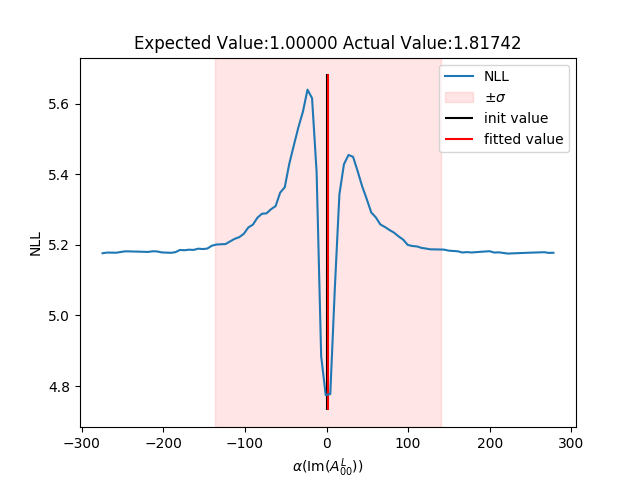 Expected Value:1.00000 Actual Value:1.81742
NLL
±σ
init value
fitted value
5.6
5.4
5.2
5.0
4.8
NLL
−300
−200
−100
0
100
200
300
α(Im(A^L_00))